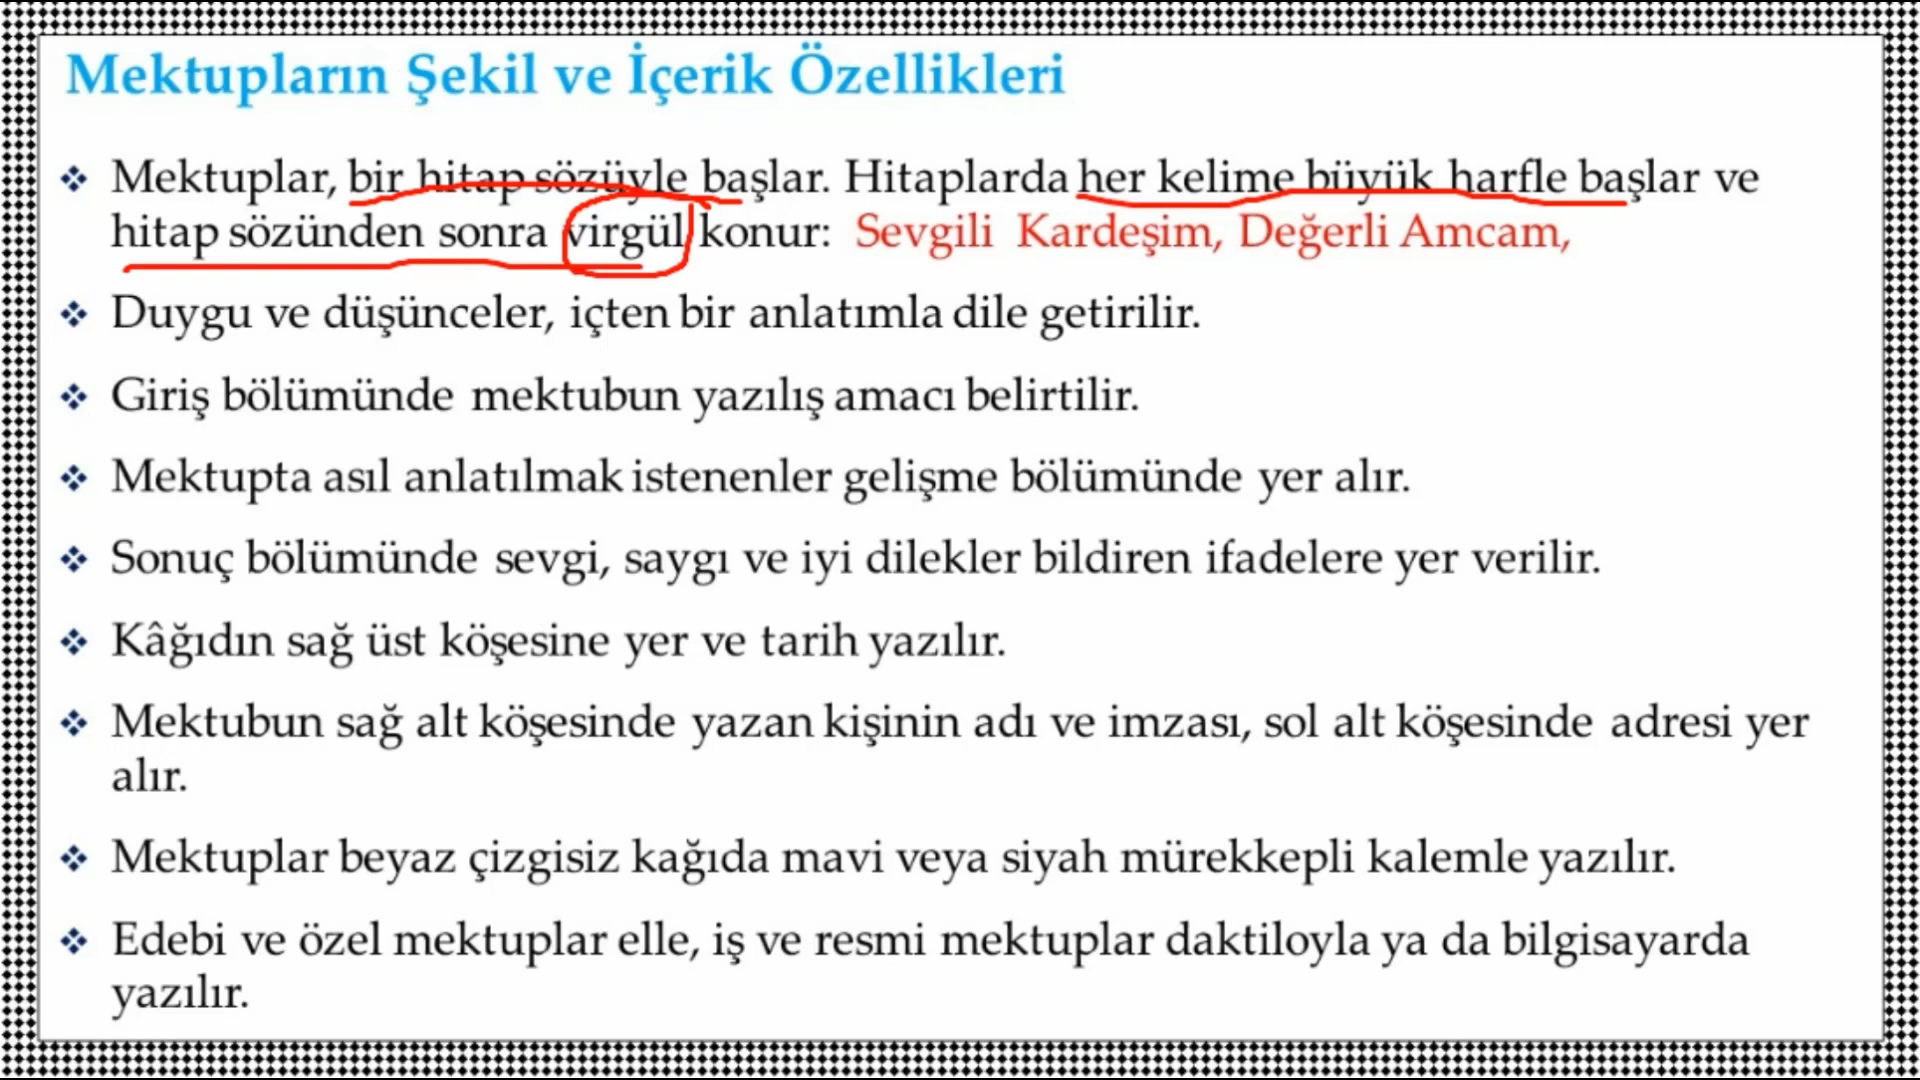 Mektupların Şekil ve İçerik Özellikleri
Mektuplar, bir hitap sözüyle başlar. Hitaplarda her kelime büyük harfle başlar ve
hitap sözünden sonra virgül konur: Sevgili Kardeşim, Değerli Amcam,
Duygu ve düşünceler, içten bir anlatımla dile getirilir.
Giriş bölümünde mektubun yazılış amacı belirtilir.
Mektupta asıl anlatılmak istenenler gelişme bölümünde yer alır.
Sonuç bölümünde sevgi, saygı ve iyi dilekler bildiren ifadelere yer verilir.
Kâğıdın sağ üst köşesine yer ve tarih yazılır.
Mektubun sağ alt köşesinde yazan kişinin adı ve imzası, sol alt köşesinde adresi yer
alır.
Mektuplar beyaz çizgisiz kağıda mavi veya siyah mürekkepli kalemle yazılır.
Edebi ve özel mektuplar elle, iş ve resmi mektuplar daktiloyla ya da bilgisayarda
yazılır.